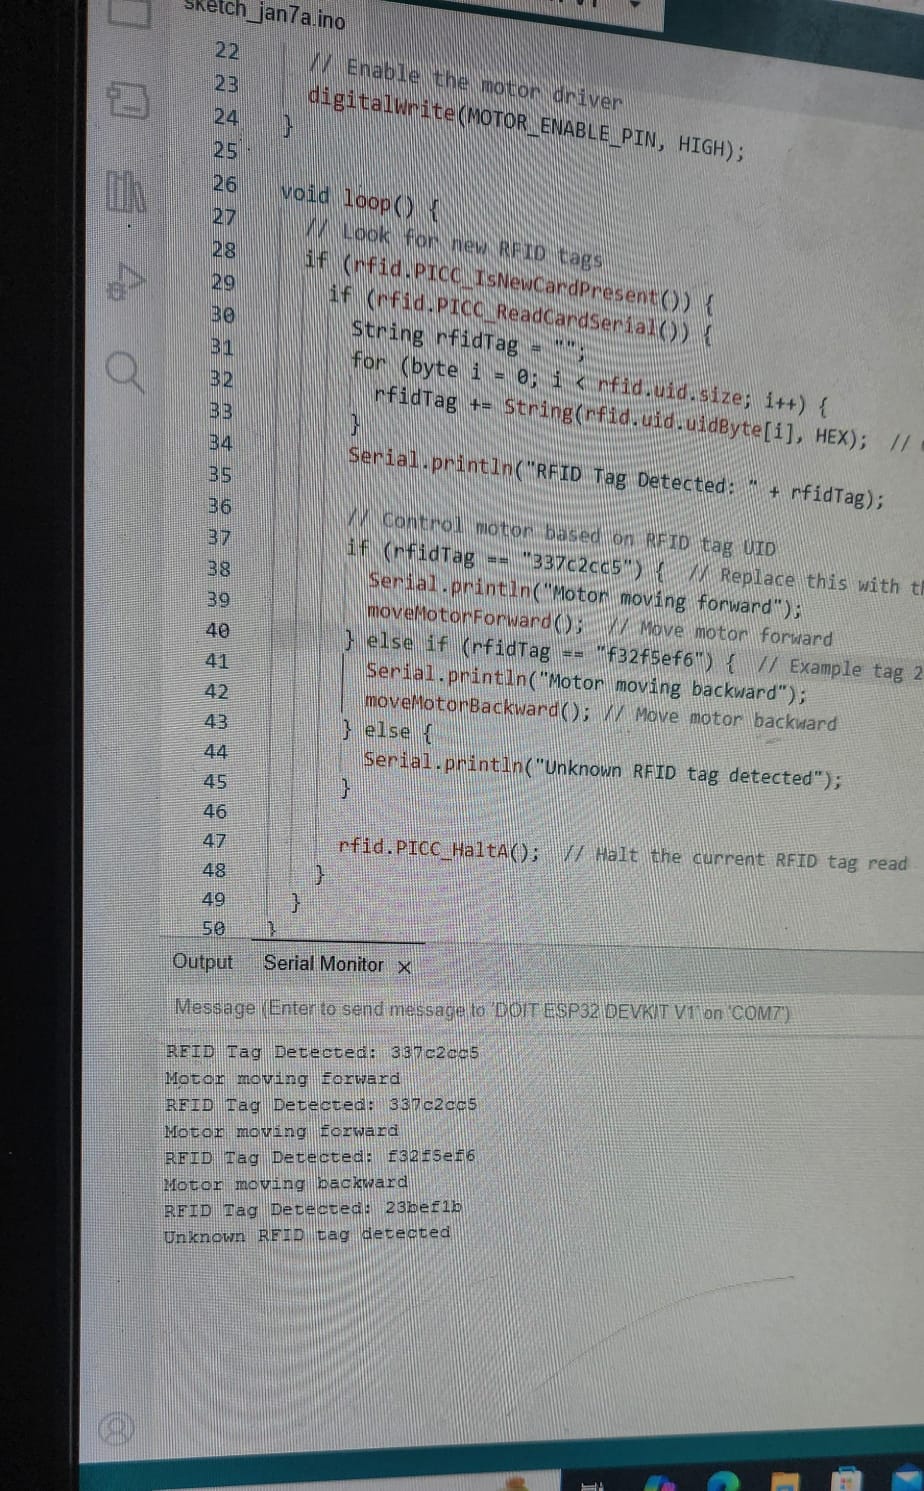 sketch_jan7a.ino
22 // Enable the motor driver
23 digitalWrite(MOTOR_ENABLE_PIN, HIGH);
24 }
25
26 void loop() {
27 // Look for new RFID tags
28 if (rfid.PICC_IsNewCardPresent()) {
29 if (rfid.PICC_ReadCardSerial()) {
30 String rfidTag = "";
31 for (byte i = 0; i < rfid.uid.size; i++) {
32 rfidTag += String(rfid.uid.uidByte[i], HEX); //
33 }
34 Serial.println("RFID Tag Detected: " + rfidTag);
35
36 // Control motor based on RFID tag UID
37 if (rfidTag == "337c2cc5") { // Replace this with
38 Serial.println("Motor moving forward");
39 moveMotorForward(); // Move motor forward
40 } else if (rfidTag == "f32f5ef6") { // Example tag 2
41 Serial.println("Motor moving backward");
42 moveMotorBackward(); // Move motor backward
43 } else {
44 Serial.println("Unknown RFID tag detected");
45 }
46
47 rfid.PICC_HaltA(); // Halt the current RFID tag read
48 }
49 }
50 }
Output Serial Monitor
Message (Enter to send message to 'DOIT ESP32 DEVKIT V1' on 'COM7')
RFID Tag Detected: 337c2cc5
Motor moving forward
RFID Tag Detected: 337c2cc5
Motor moving forward
RFID Tag Detected: f32f5ef6
Motor moving backward
RFID Tag Detected: 23bef1b
Unknown RFID tag detected